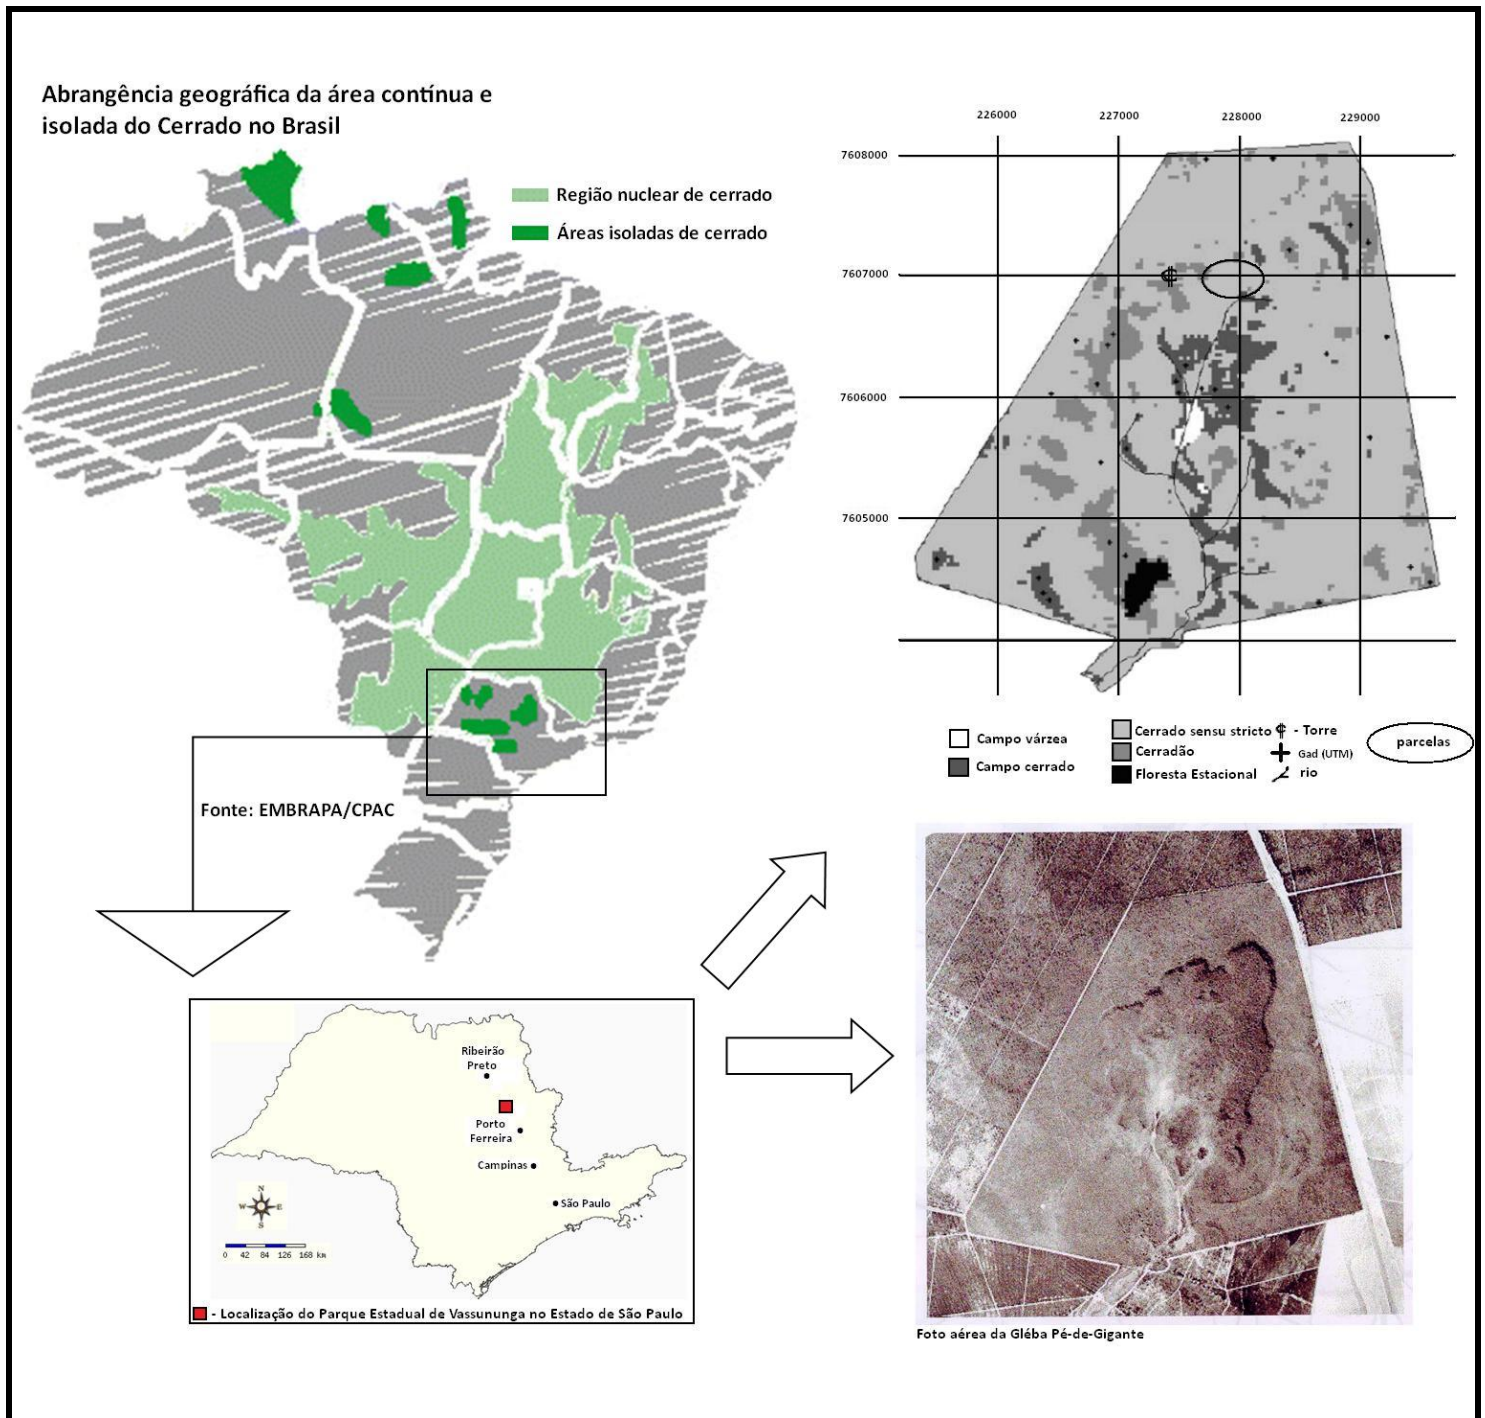 Abrangência geográfica da área contínua e
isolada do Cerrado no Brasil
Região nuclear de cerrado
Áreas isoladas de cerrado
Fonte: EMBRAPA/CPAC
226000
227000
228000
229000
7608000
7607000
7606000
7605000
Campo várzea
Campo cerrado
Cerrado sensu stricto
Cerradão
Floresta Estacional
- Torre
Gad (UTM)
rio
parcelas
Ribeirão
Preto
Porto
Ferreira
Campinas
São Paulo
N
W E
S
0 42 84 126 168 km
- Localização do Parque Estadual de Vassununga no Estado de São Paulo
Foto aérea da Gléba Pé-de-Gigante